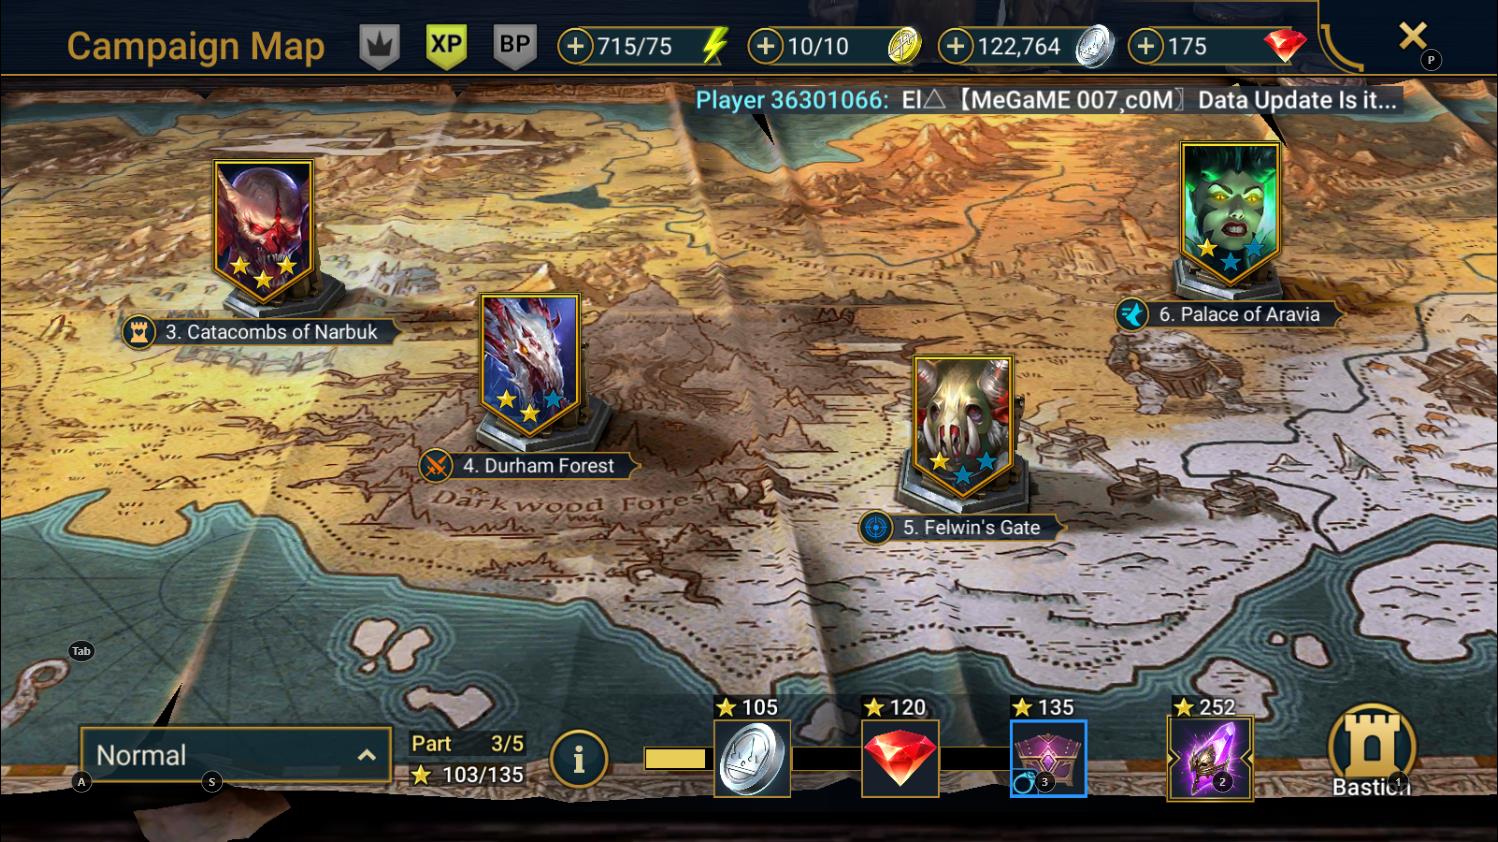 Campaign Map
XP
BP
715/75
10/10
122,764
175
P
Player 36301066: El△ 【MeGaME 007¸c0M〗 Data Update Is it...
3. Catacombs of Narbuk
6. Palace of Aravia
4. Durham Forest
Darkwood Forest
5. Felwin's Gate
Tab
105
120
135
252
Normal
Part 3/5
103/135
i
3
2
1
Bastion
A
S